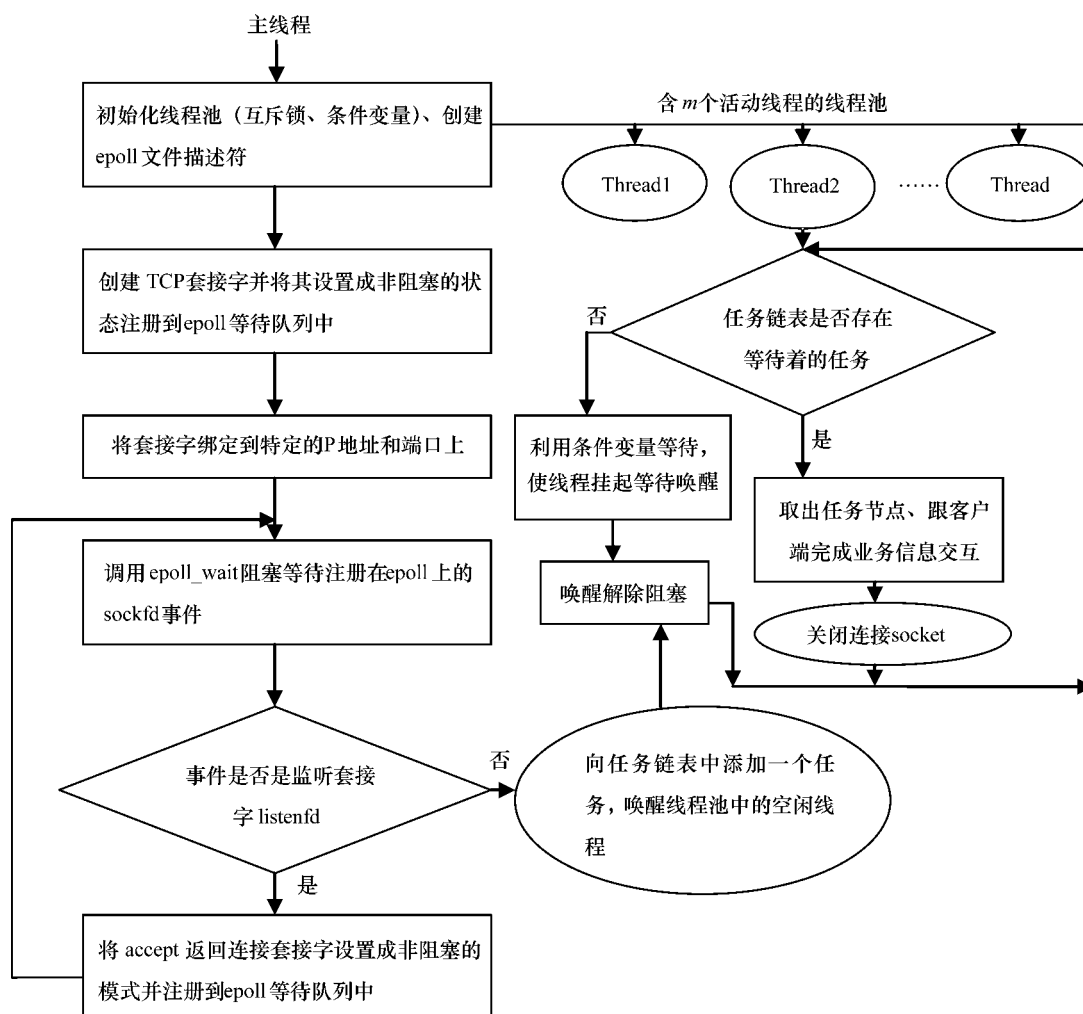 主线程
初始化线程池（互斥锁、条件变量）、创建
epoll 文件描述符
含 m个活动线程的线程池
Thread1
Thread2
……
Thread
创建 TCP套接字并将其设置成非阻塞的状
态注册到epoll等待队列中
否
任务链表是否存在
等待着的任务
是
将套接字绑定到特定的P地址和端口上
利用条件变量等待，
使线程挂起等待唤醒
取出任务节点、跟客户
端完成业务信息交互
调用 epoll_wait阻塞等待注册在epoll 上的
sockfd事件
唤醒解除阻塞
关闭连接socket
事件是否是监听套接
字 listenfd
否
向任务链表中添加一个任
务，唤醒线程池中的空闲线
程
是
将 accept 返回连接套接字设置成非阻塞的
模式并注册到epoll等待队列中